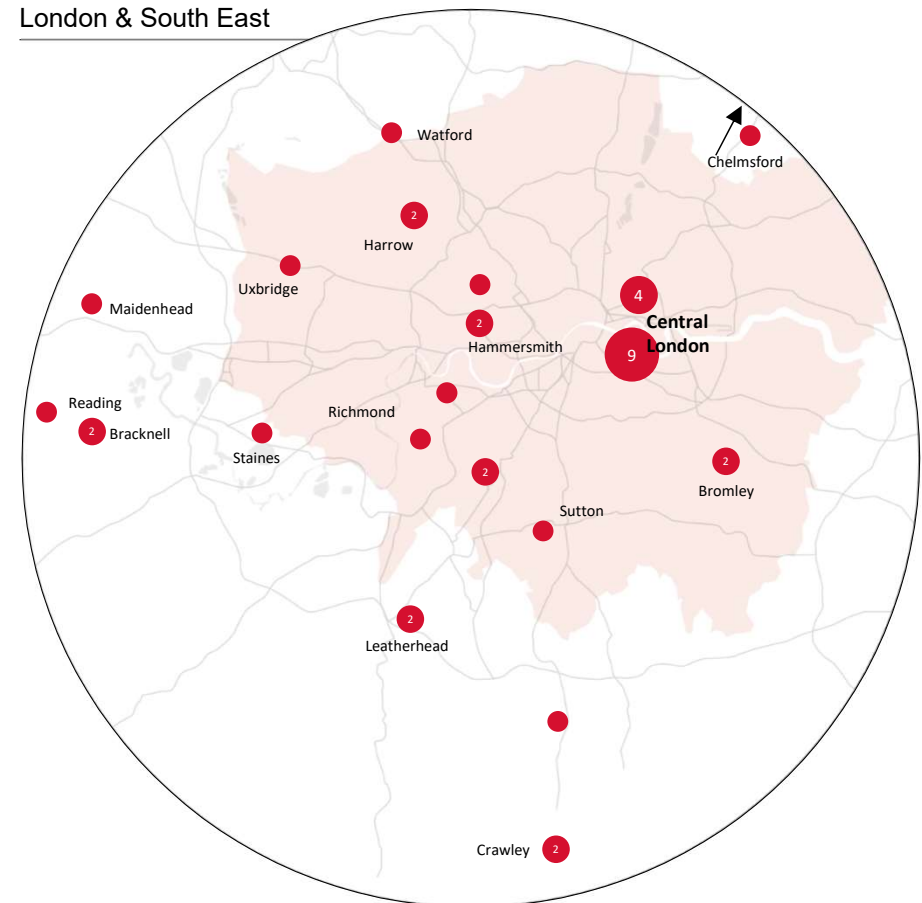 London & South East
Watford
Chelmsford
2
Harrow
Uxbridge
4
Maidenhead
2
Central
Hammersmith
London
9
Richmond
Reading
2
Bracknell
Staines
2
2
Bromley
Sutton
2
Leatherhead
Crawley
2